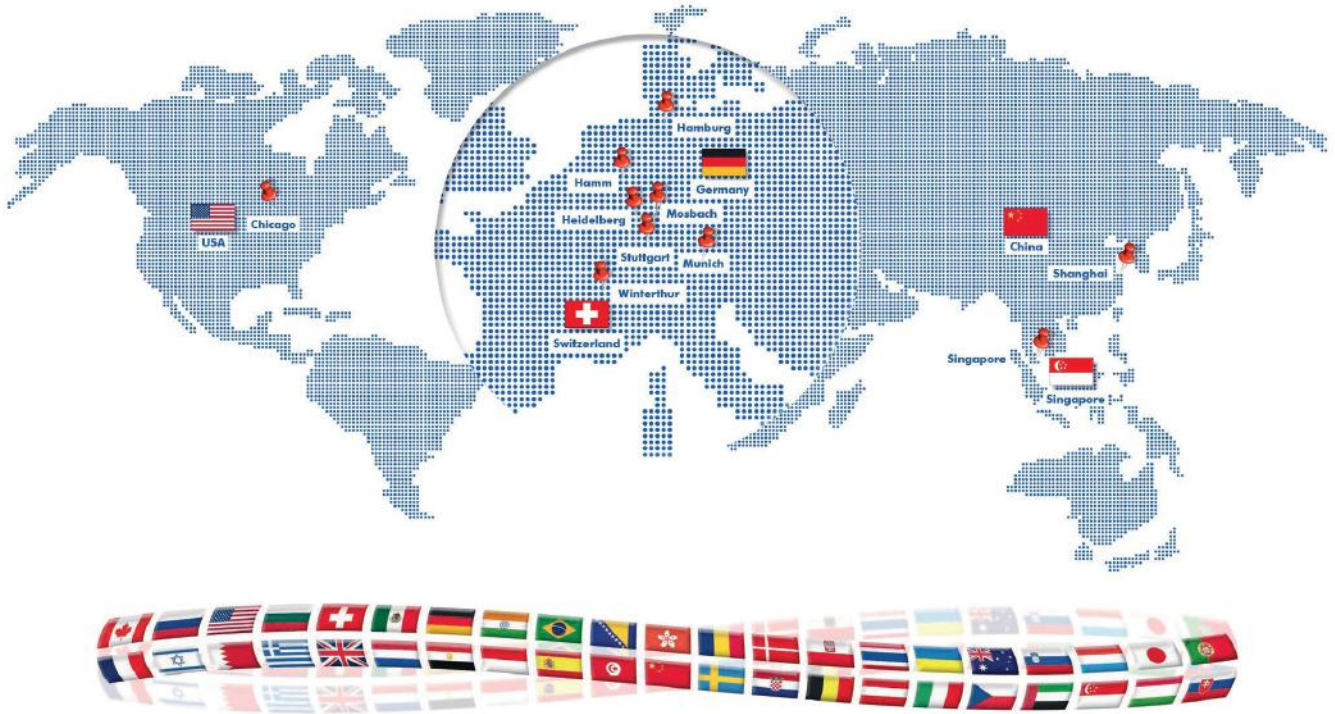 Hamburg
Hamm
Germany
Heidelberg
Mosbach
USA
Chicago
Stuttgart
Munich
China
Shanghai
Winterthur
Switzerland
Singapore
Singapore